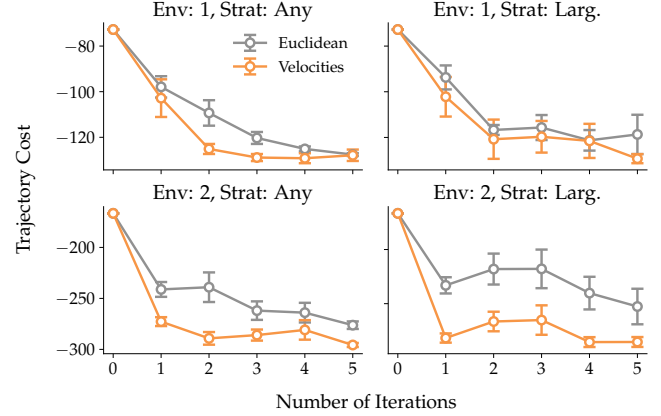 Env: 1, Strat: Any
Env: 1, Strat: Larg.
−80
−100
−120
Euclidean
Velocities
Trajectory Cost
Env: 2, Strat: Any
Env: 2, Strat: Larg.
−200
−250
−300
0 1 2 3 4 5
0 1 2 3 4 5
Number of Iterations